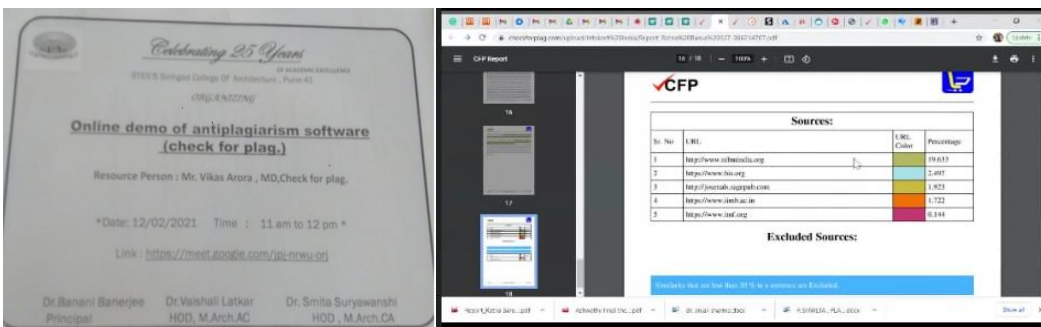 Celebrating 25 Years
OF ACADEMIC EXCELLENCE
STES'S Sinhgad College Of Architecture, Pune-41
ORGANIZING
Online demo of antiplagiarism software
(check for plag.)
Resource Person : Mr. Vikas Arora , MD,Check for plag.
*Date: 12/02/2021 Time : 11 am to 12 pm *
Link : https://meet.google.com/jpj-nrwu-orj
Dr.Banani Banerjee Dr.Vaishali Latkar Dr. Smita Suryawanshi
Principal HOD, M.Arch.AC HOD , M.Arch.CA
CFP Report
18 / 18
100%
16
17
18
CFP
Sources:
Sr. No URL URL Color Percentage
1 http://www.nibmindia.org 19.633
2 https://www.bis.org 2.497
3 http://journals.sagepub.com 1.923
4 https://www.iimb.ac.in 1.722
5 https://www.imf.org 0.144
Excluded Sources:
Show all